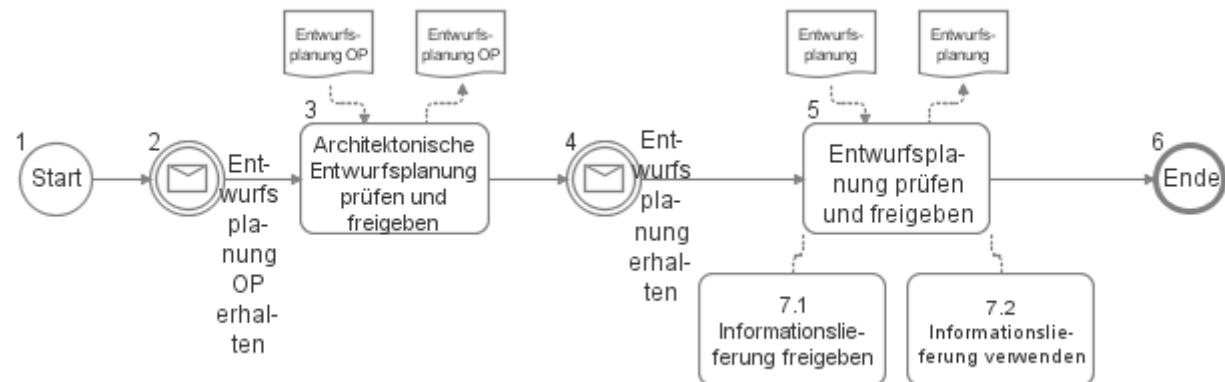 Entwurfs-
planung OP
Entwurfs-
planung OP
Entwurfs-
planung
Entwurfs-
planung
1
Start
2
Ent-
wurfs
pla-
nung
OP
erhal-
ten
3
Architektonische
Entwurfsplanung
prüfen und
freigeben
4
Ent-
wurfs
pla-
nung
erhal-
ten
5
Entwurfspla-
nung prüfen
und freigeben
6
Ende
7.1
Informationslie-
ferung freigeben
7.2
Informationslie-
ferung verwenden